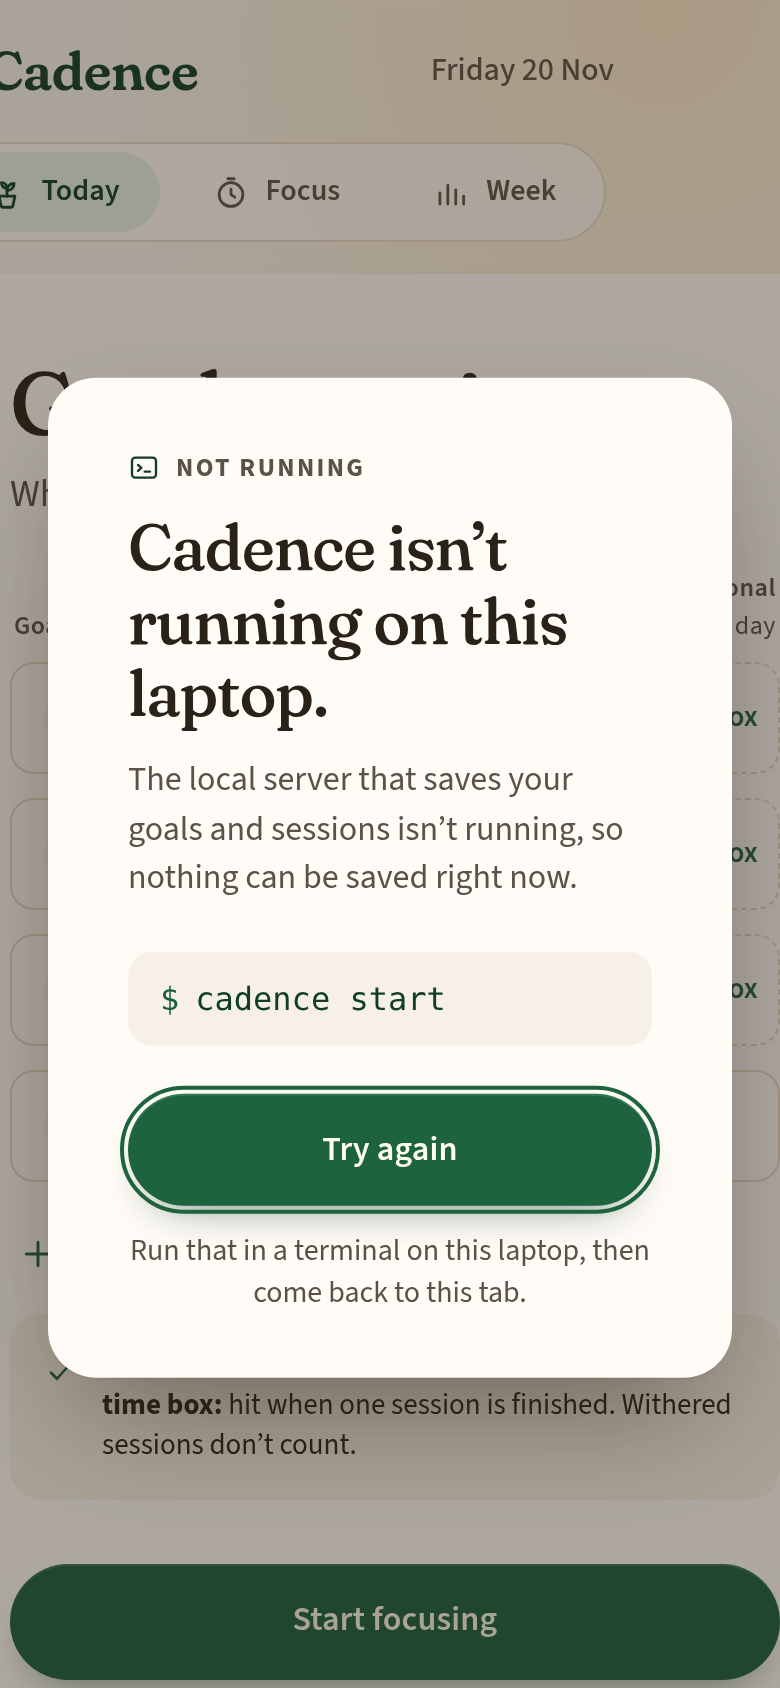 Cadence
Friday 20 Nov
Today
Focus
Week
NOT RUNNING
Cadence isn’t
running on this
laptop.
The local server that saves your
goals and sessions isn’t running, so
nothing can be saved right now.
$ cadence start
Try again
Run that in a terminal on this laptop, then
come back to this tab.
time box: hit when one session is finished. Withered
sessions don’t count.
Start focusing